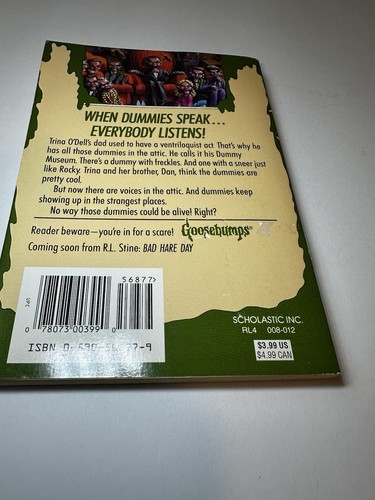 WHEN DUMMIES SPEAK...
EVERYBODY LISTENS!
Trina O'Dell's dad used to have a ventriloquist act. That's why he
has all those dummies in the attic. He calls it his Dummy
Museum. There's a dummy with freckles. And one with a sneer just
like Rocky. Trina and her brother, Dan, think the dummies are
pretty cool.
But now there are voices in the attic. And dummies keep
showing up in the strangest places.
No way those dummies could be alive! Right?
Reader beware—you're in for a scare! Goosebumps®
Coming soon from R.L. Stine: BAD HARE DAY
56877>
0 78073 00399 0
ISBN 0-590-56877-9
SCHOLASTIC INC.
RL4 008-012
$3.99 US
$4.99 CAN